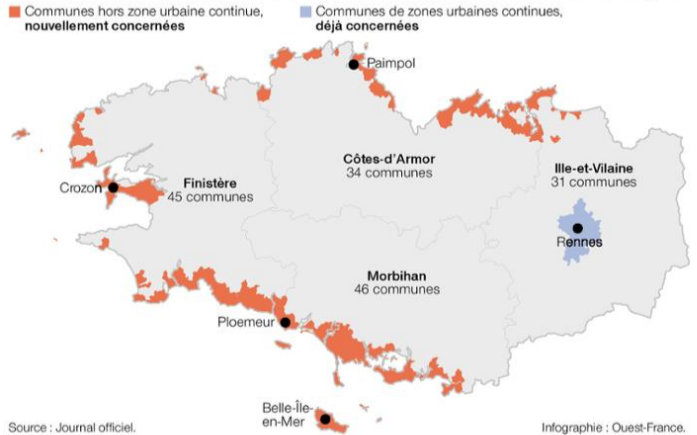 Communes hors zone urbaine continue,
nouvellement concernées
Communes de zones urbaines continues,
déjà concernées
Paimpol
Côtes-d'Armor
34 communes
Ille-et-Vilaine
31 communes
Finistère
45 communes
Crozon
Rennes
Morbihan
46 communes
Ploemeur
Belle-Île-
en-Mer
Source : Journal officiel.
Infographie : Ouest-France.